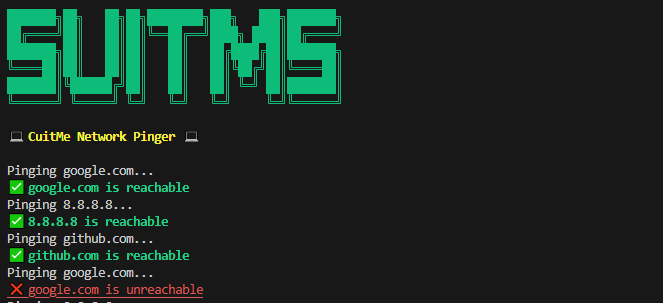 SUITMS
💻 CuitMe Network Pinger 💻
Pinging google.com...
✅ google.com is reachable
Pinging 8.8.8.8...
✅ 8.8.8.8 is reachable
Pinging github.com...
✅ github.com is reachable
Pinging google.com...
❌ google.com is unreachable